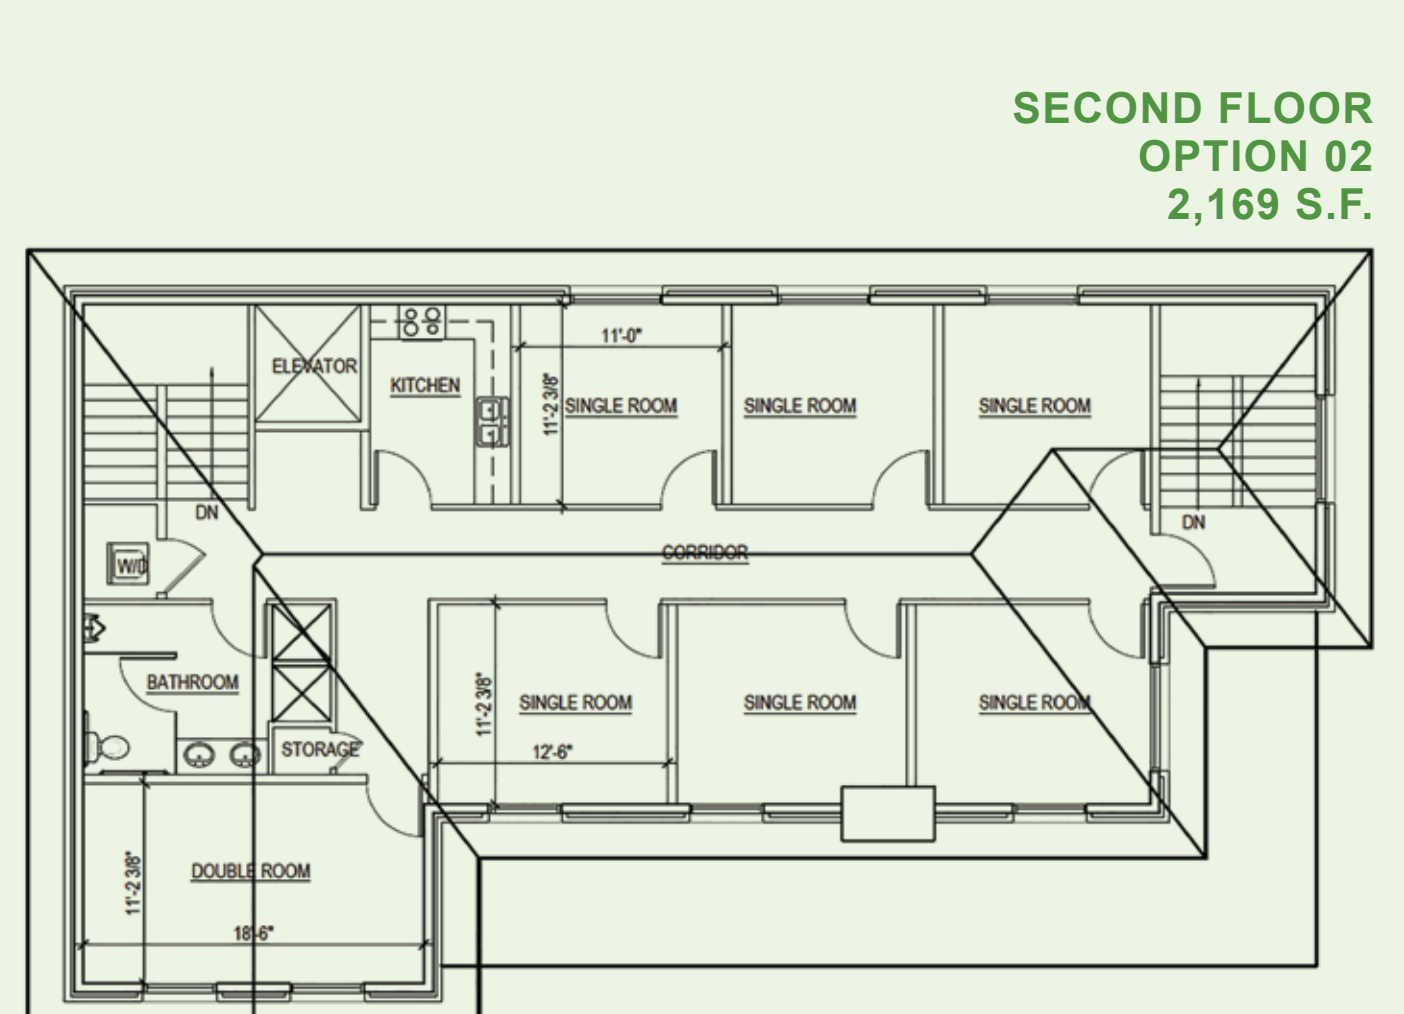 SECOND FLOOR
OPTION 02
2,169 S.F.
ELEVATOR
KITCHEN
11'-0"
11'-2 3/8"
SINGLE ROOM
SINGLE ROOM
SINGLE ROOM
DN
DN
W/D
CORRIDOR
BATHROOM
STORAGE
11'-2 3/8"
SINGLE ROOM
SINGLE ROOM
SINGLE ROOM
12'-6"
11'-2 3/8"
DOUBLE ROOM
18'-6"